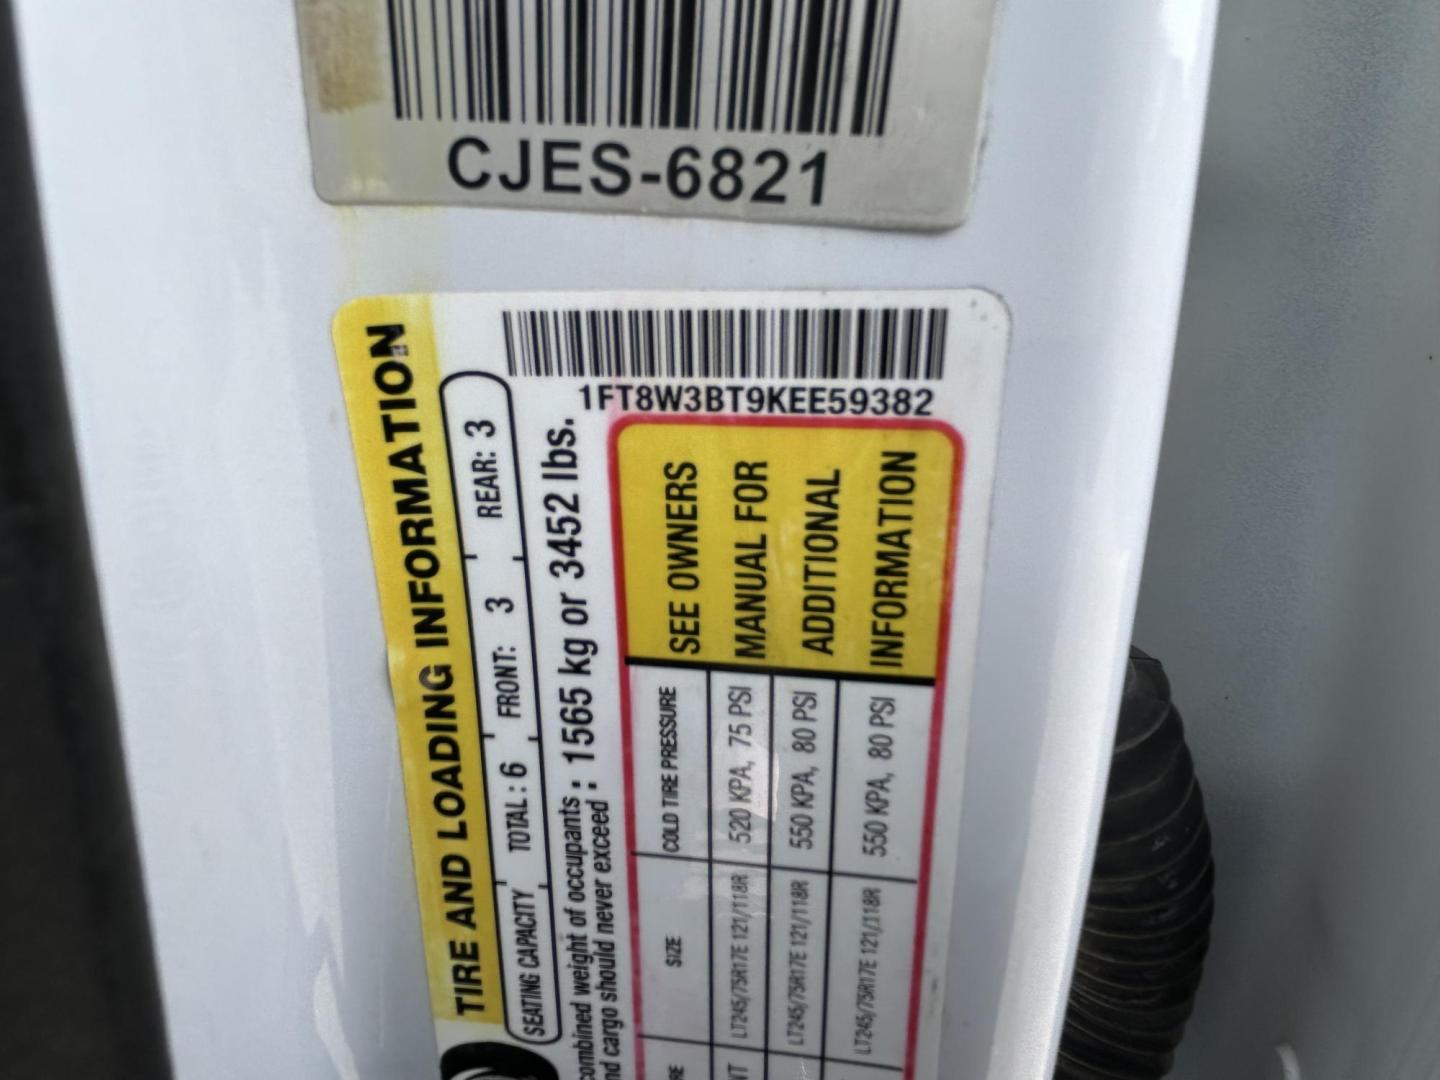 CJES-6821
1FT8W3BT9KEE59382
TIRE AND LOADING INFORMATION
SEATING CAPACITY TOTAL: 6 FRONT: 3 REAR: 3
combined weight of occupants
and cargo should never exceed : 1565 kg or 3452 lbs.
SIZE COLD TIRE PRESSURE
LT245/75R17E 121/118R 520 KPA, 75 PSI
LT245/75R17E 121/118R 550 KPA, 80 PSI
LT245/75R17E 121/118R 550 KPA, 80 PSI
SEE OWNERS
MANUAL FOR
ADDITIONAL
INFORMATION